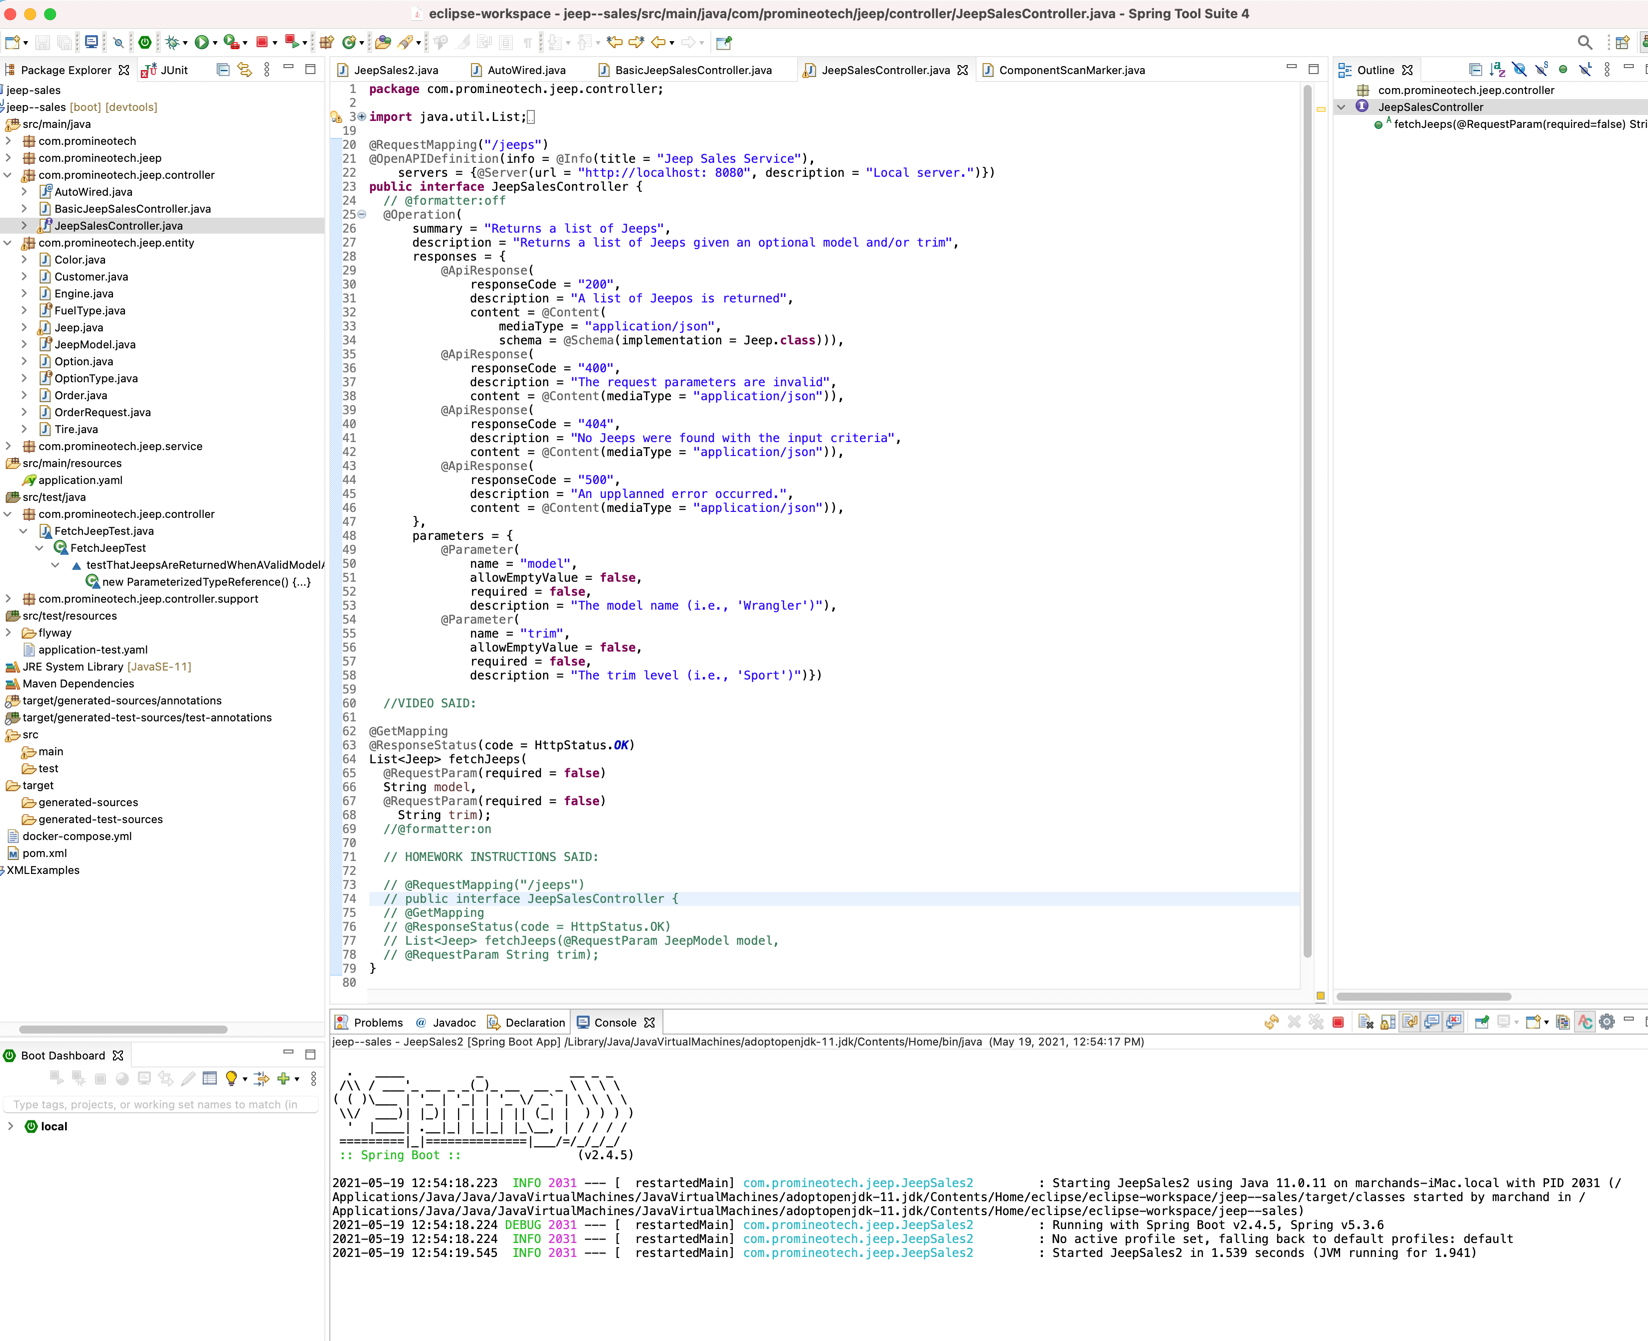 eclipse-workspace - jeep--sales/src/main/java/com/promineotech/jeep/controller/JeepSalesController.java - Spring Tool Suite 4
Package Explorer
JUnit
jeep-sales
jeep--sales [boot] [devtools]
src/main/java
com.promineotech
com.promineotech.jeep
com.promineotech.jeep.controller
AutoWired.java
BasicJeepSalesController.java
JeepSalesController.java
com.promineotech.jeep.entity
Color.java
Customer.java
Engine.java
FuelType.java
Jeep.java
JeepModel.java
Option.java
OptionType.java
Order.java
OrderRequest.java
Tire.java
com.promineotech.jeep.service
src/main/resources
application.yaml
src/test/java
com.promineotech.jeep.controller
FetchJeepTest.java
FetchJeepTest
testThatJeepsAreReturnedWhenAValidModelA
new ParameterizedTypeReference() {...}
com.promineotech.jeep.controller.support
src/test/resources
flyway
application-test.yaml
JRE System Library [JavaSE-11]
Maven Dependencies
target/generated-sources/annotations
target/generated-test-sources/test-annotations
src
main
test
target
generated-sources
generated-test-sources
docker-compose.yml
pom.xml
XMLExamples
Boot Dashboard
Type tags, projects, or working set names to match (in
local
JeepSales2.java
AutoWired.java
BasicJeepSalesController.java
JeepSalesController.java
ComponentScanMarker.java
1 package com.promineotech.jeep.controller;
2
3 import java.util.List;
19
20 @RequestMapping("/jeeps")
21 @OpenAPIDefinition(info = @Info(title = "Jeep Sales Service"),
22 servers = {@Server(url = "http://localhost: 8080", description = "Local server.")})
23 public interface JeepSalesController {
24 // @formatter:off
25 @Operation(
26 summary = "Returns a list of Jeeps",
27 description = "Returns a list of Jeeps given an optional model and/or trim",
28 responses = {
29 @ApiResponse(
30 responseCode = "200",
31 description = "A list of Jeepos is returned",
32 content = @Content(
33 mediaType = "application/json",
34 schema = @Schema(implementation = Jeep.class))),
35 @ApiResponse(
36 responseCode = "400",
37 description = "The request parameters are invalid",
38 content = @Content(mediaType = "application/json")),
39 @ApiResponse(
40 responseCode = "404",
41 description = "No Jeeps were found with the input criteria",
42 content = @Content(mediaType = "application/json")),
43 @ApiResponse(
44 responseCode = "500",
45 description = "An upplanned error occurred.",
46 content = @Content(mediaType = "application/json")),
47 },
48 parameters = {
49 @Parameter(
50 name = "model",
51 allowEmptyValue = false,
52 required = false,
53 description = "The model name (i.e., 'Wrangler')"),
54 @Parameter(
55 name = "trim",
56 allowEmptyValue = false,
57 required = false,
58 description = "The trim level (i.e., 'Sport')")})
59
60 //VIDEO SAID:
61
62 @GetMapping
63 @ResponseStatus(code = HttpStatus.OK)
64 List<Jeep> fetchJeeps(
65 @RequestParam(required = false)
66 String model,
67 @RequestParam(required = false)
68 String trim);
69 //@formatter:on
70
71 // HOMEWORK INSTRUCTIONS SAID:
72
73 // @RequestMapping("/jeeps")
74 // public interface JeepSalesController {
75 // @GetMapping
76 // @ResponseStatus(code = HttpStatus.OK)
77 // List<Jeep> fetchJeeps(@RequestParam JeepModel model,
78 // @RequestParam String trim);
79 }
80
Outline
com.promineotech.jeep.controller
JeepSalesController
fetchJeeps(@RequestParam(required=false) Stri
Problems @ Javadoc Declaration Console
jeep--sales - JeepSales2 [Spring Boot App] /Library/Java/JavaVirtualMachines/adoptopenjdk-11.jdk/Contents/Home/bin/java (May 19, 2021, 12:54:17 PM)
:: Spring Boot :: (v2.4.5)
2021-05-19 12:54:18.223 INFO 2031 --- [ restartedMain] com.promineotech.jeep.JeepSales2 : Starting JeepSales2 using Java 11.0.11 on marchands-iMac.local with PID 2031 (/
Applications/Java/Java/JavaVirtualMachines/JavaVirtualMachines/adoptopenjdk-11.jdk/Contents/Home/eclipse/eclipse-workspace/jeep--sales/target/classes started by marchand in /
Applications/Java/Java/JavaVirtualMachines/JavaVirtualMachines/adoptopenjdk-11.jdk/Contents/Home/eclipse/eclipse-workspace/jeep--sales)
2021-05-19 12:54:18.224 DEBUG 2031 --- [ restartedMain] com.promineotech.jeep.JeepSales2 : Running with Spring Boot v2.4.5, Spring v5.3.6
2021-05-19 12:54:18.224 INFO 2031 --- [ restartedMain] com.promineotech.jeep.JeepSales2 : No active profile set, falling back to default profiles: default
2021-05-19 12:54:19.545 INFO 2031 --- [ restartedMain] com.promineotech.jeep.JeepSales2 : Started JeepSales2 in 1.539 seconds (JVM running for 1.941)